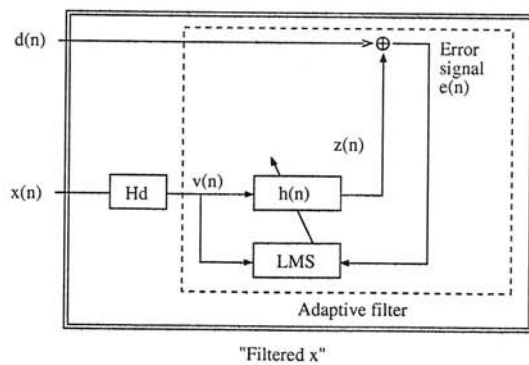 d(n)
⊕
Error
signal
e(n)
z(n)
x(n)
Hd
v(n)
h(n)
LMS
Adaptive filter
"Filtered x"